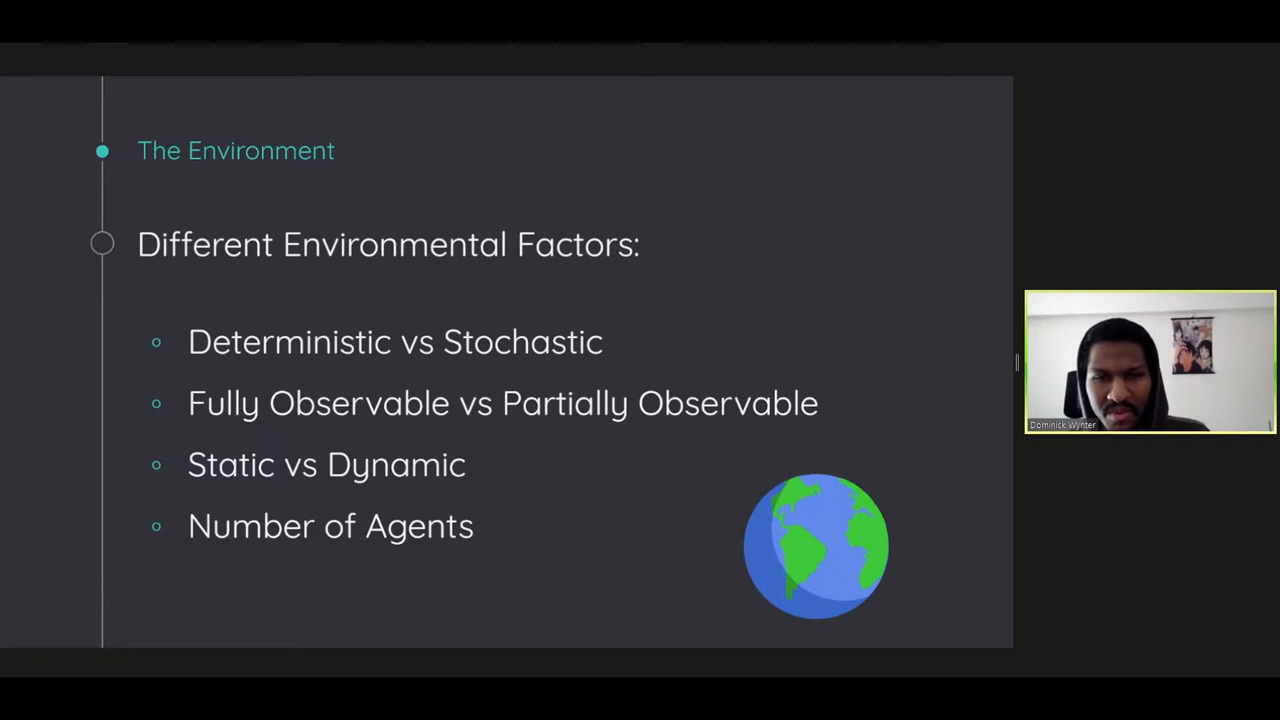 The Environment
Different Environmental Factors:
Deterministic vs Stochastic
Fully Observable vs Partially Observable
Static vs Dynamic
Number of Agents
Dominick Wynter